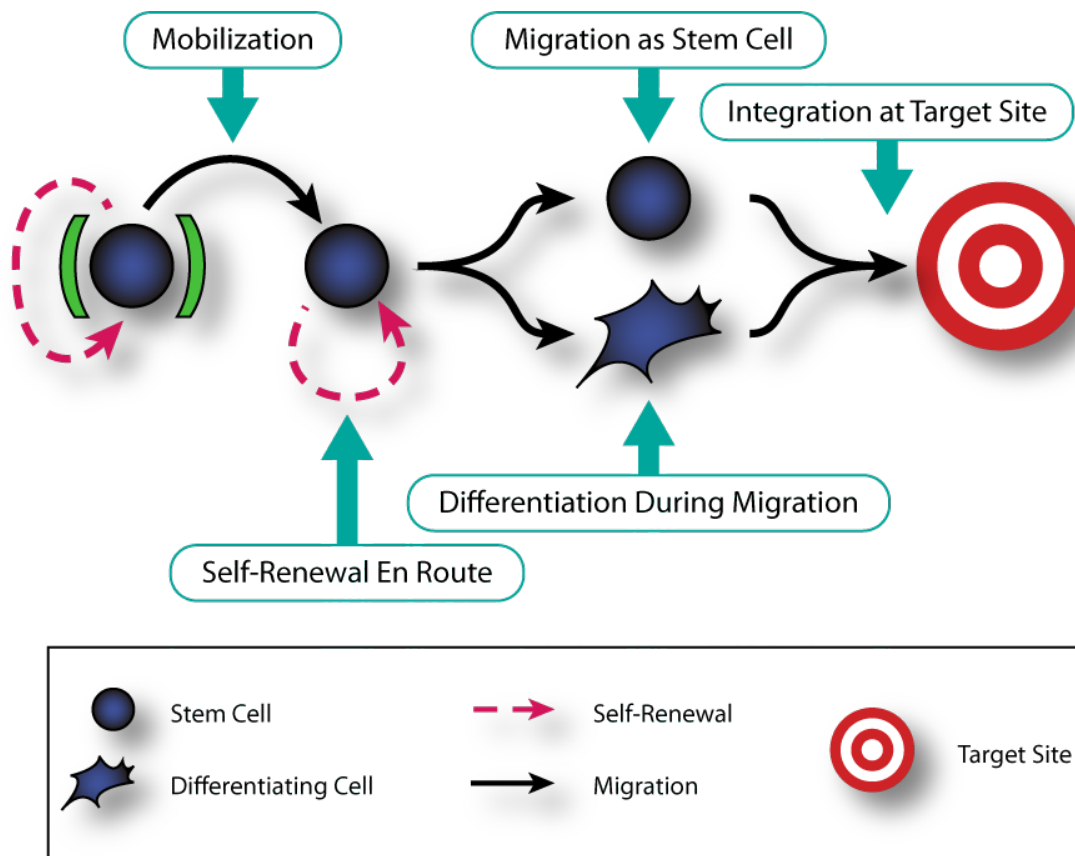 Mobilization
Migration as Stem Cell
Integration at Target Site
Differentiation During Migration
Self-Renewal En Route
Stem Cell
Self-Renewal
Target Site
Differentiating Cell
Migration